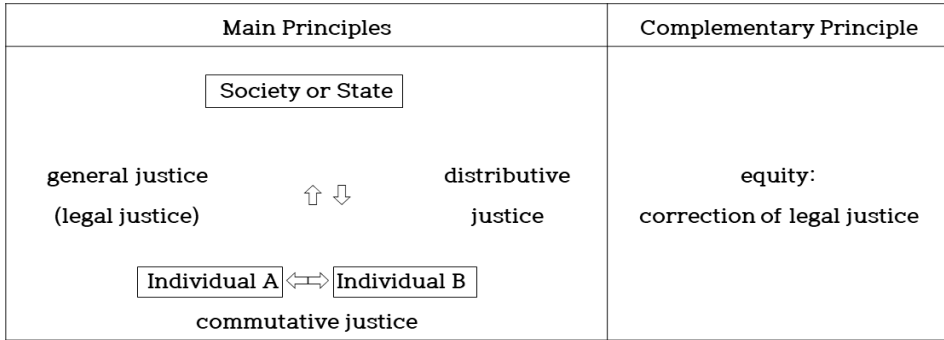 Main Principles
Complementary Principle
Society or State
general justice
(legal justice)
distributive
justice
equity:
correction of legal justice
Individual A
Individual B
commutative justice